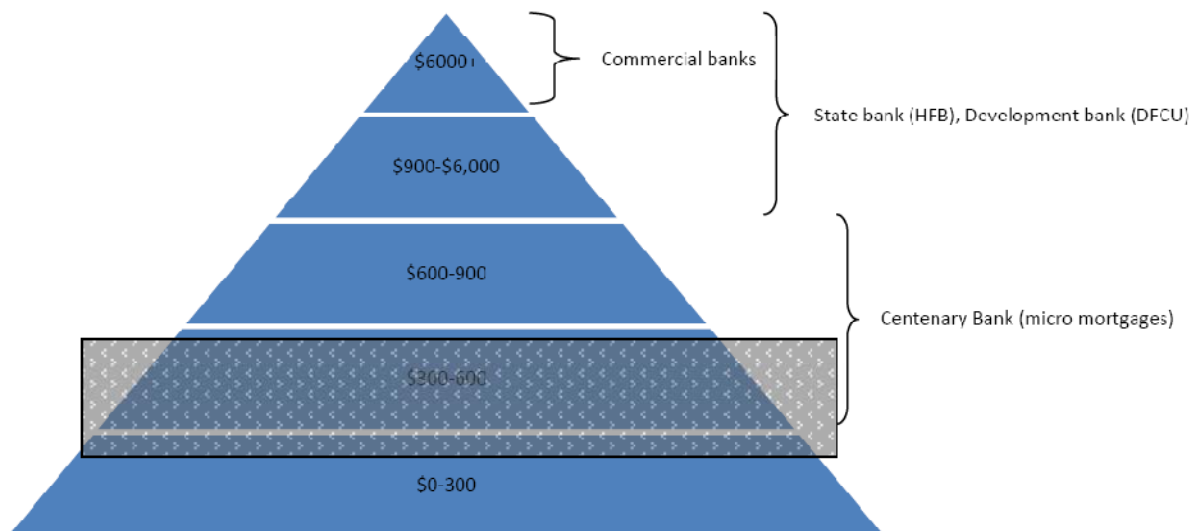 $6000+
Commercial banks
State bank (HFB), Development bank (DFCU)
$900-$6,000
$600-900
Centenary Bank (micro mortgages)
$300-600
$0-300